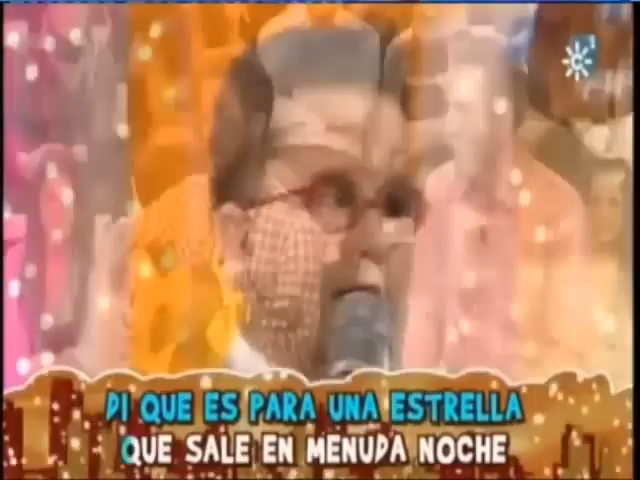 DI QUE ES PARA UNA ESTRELLA
QUE SALE EN MENUDA NOCHE